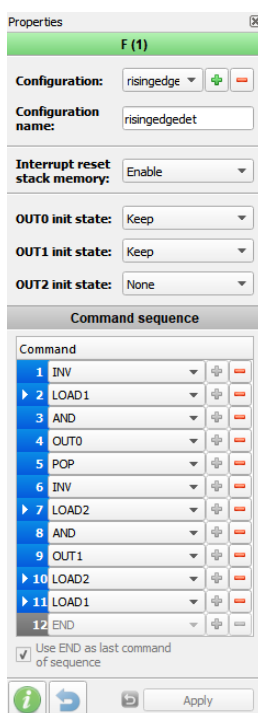 Properties
F (1)
Configuration: risingedge
Configuration
name: risingedgedet
Interrupt reset
stack memory: Enable
OUT0 init state: Keep
OUT1 init state: Keep
OUT2 init state: None
Command sequence
Command
1 INV
2 LOAD1
3 AND
4 OUT0
5 POP
6 INV
7 LOAD2
8 AND
9 OUT1
10 LOAD2
11 LOAD1
12 END
Use END as last command
of sequence
i
Apply